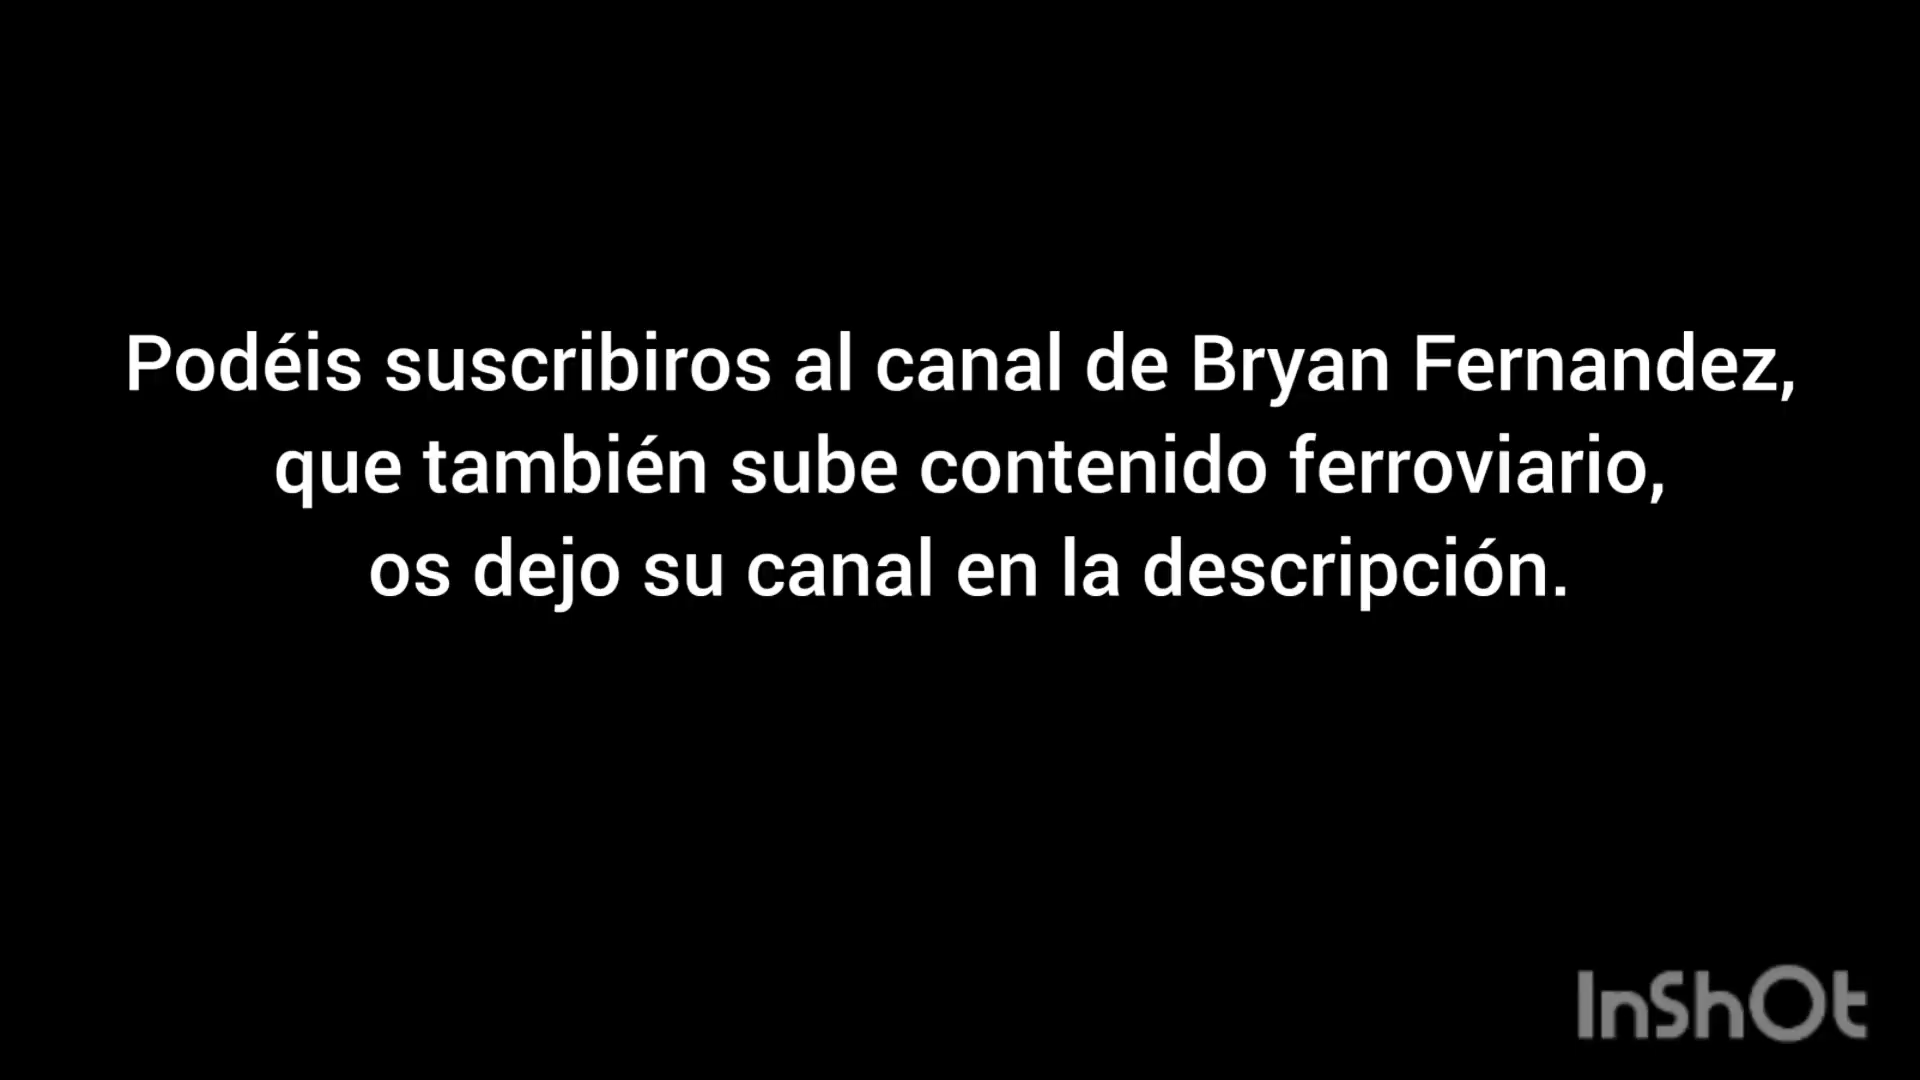 Podéis suscribiros al canal de Bryan Fernandez,
que también sube contenido ferroviario,
os dejo su canal en la descripción.
InShOt